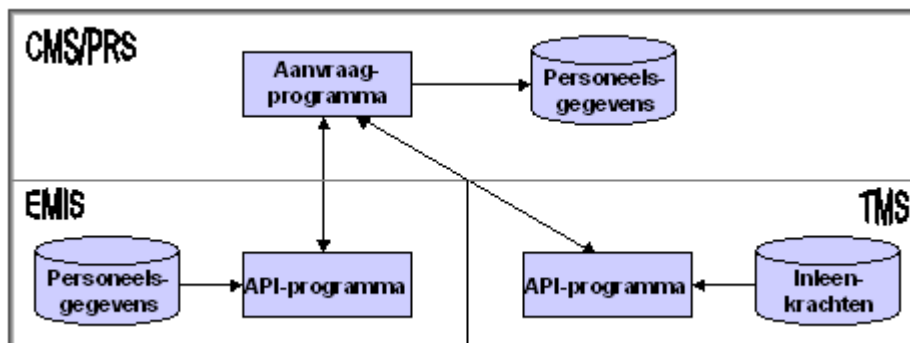 CMS/PRS
Aanvraag-
programma
Personeels-
gegevens
EMIS
TMS
Personeels-
gegevens
API-programma
API-programma
Inleen-
krachten